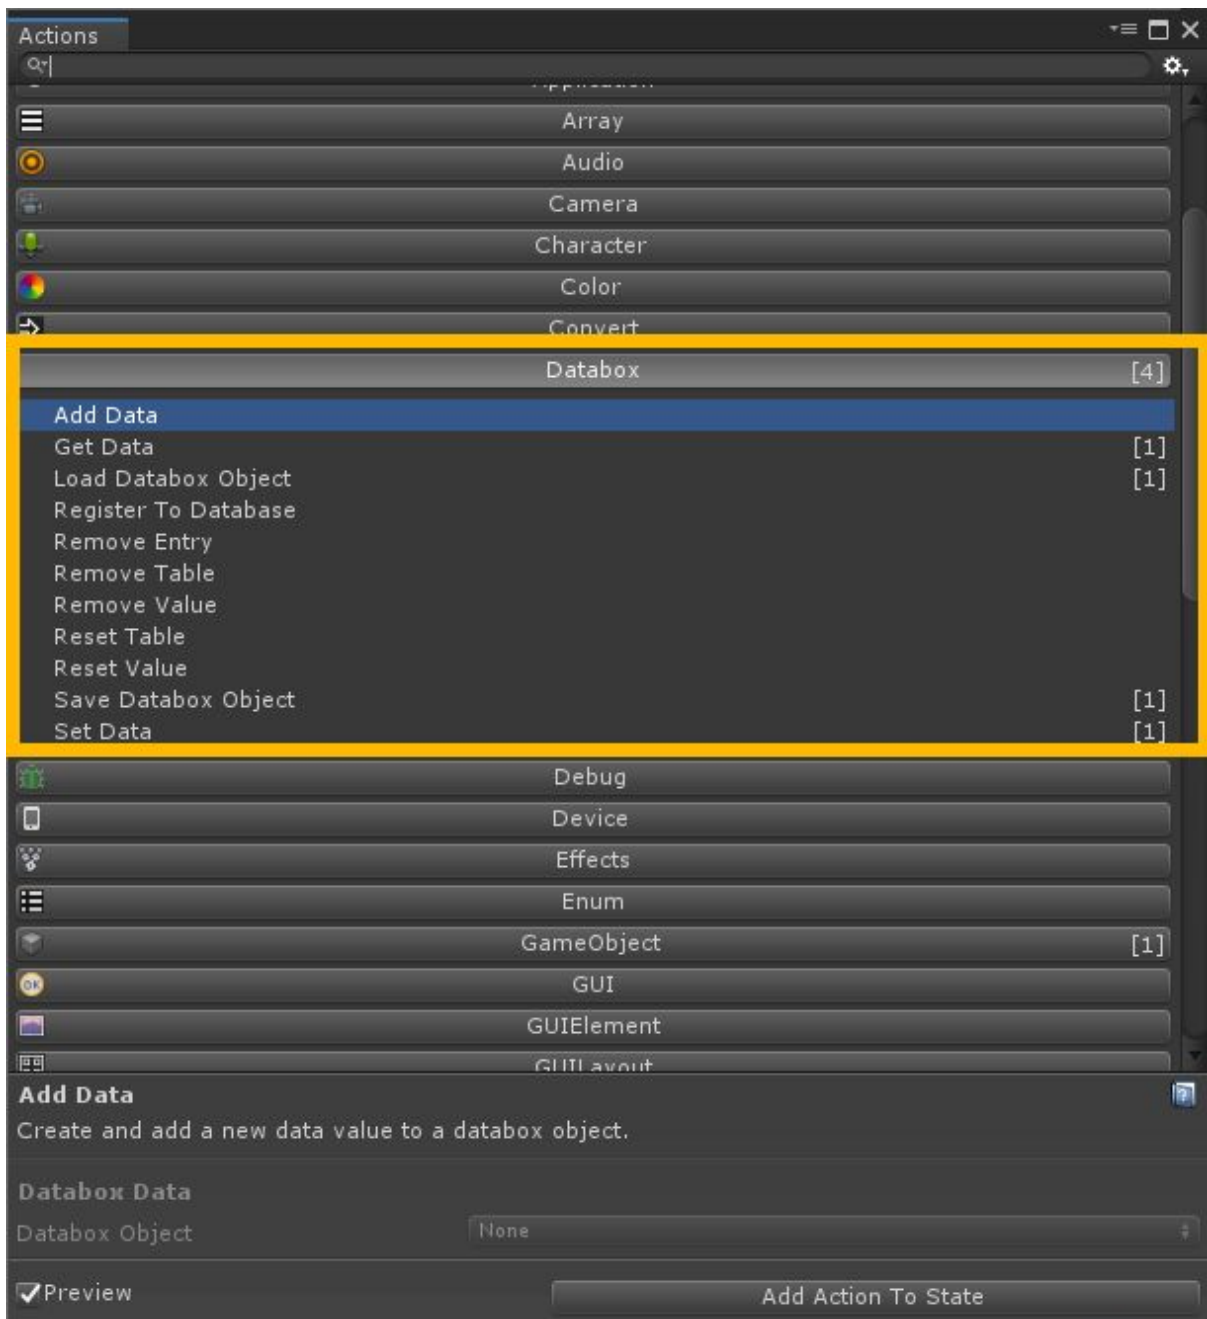 Actions
Application
Array
Audio
Camera
Character
Color
Convert
Databox [4]
Add Data
Get Data [1]
Load Databox Object [1]
Register To Database
Remove Entry
Remove Table
Remove Value
Reset Table
Reset Value
Save Databox Object [1]
Set Data [1]
Debug
Device
Effects
Enum
GameObject [1]
OK GUI
GUIElement
GUILayout
Add Data
Create and add a new data value to a databox object.
Databox Data
Databox Object None
Preview Add Action To State